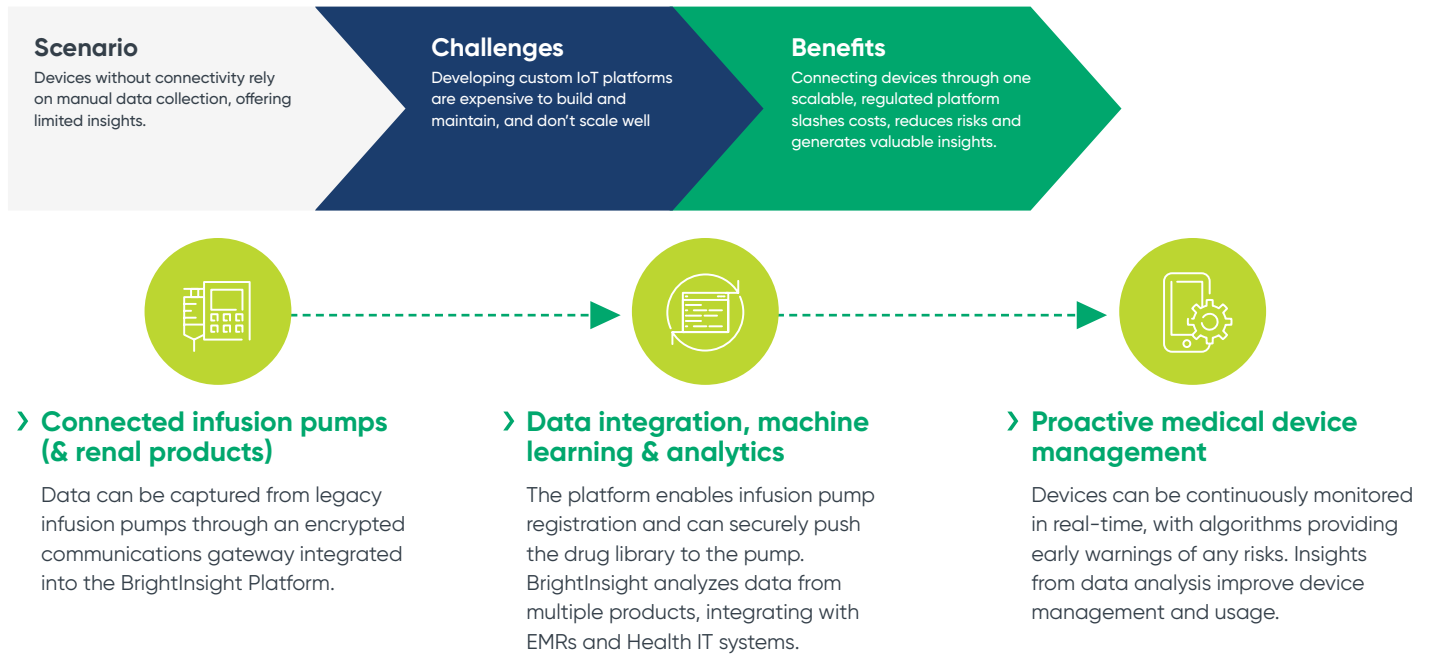 Scenario
Devices without connectivity rely
on manual data collection, offering
limited insights.
Challenges
Developing custom IoT platforms
are expensive to build and
maintain, and don’t scale well
Benefits
Connecting devices through one
scalable, regulated platform
slashes costs, reduces risks and
generates valuable insights.
› Connected infusion pumps
(& renal products)
Data can be captured from legacy
infusion pumps through an encrypted
communications gateway integrated
into the BrightInsight Platform.
› Data integration, machine
learning & analytics
The platform enables infusion pump
registration and can securely push
the drug library to the pump.
BrightInsight analyzes data from
multiple products, integrating with
EMRs and Health IT systems.
› Proactive medical device
management
Devices can be continuously monitored
in real-time, with algorithms providing
early warnings of any risks. Insights
from data analysis improve device
management and usage.